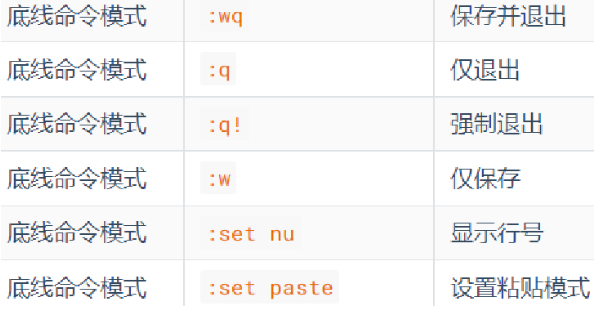 底线命令模式 :wq 保存并退出
底线命令模式 :q 仅退出
底线命令模式 :q! 强制退出
底线命令模式 :w 仅保存
底线命令模式 :set nu 显示行号
底线命令模式 :set paste 设置粘贴模式